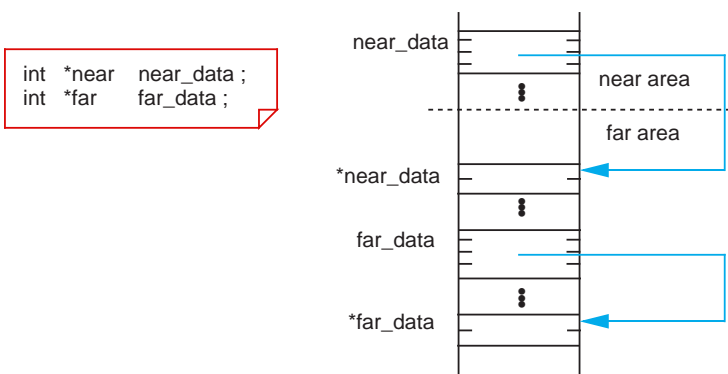 int *near near_data ;
int *far far_data ;
near_data
near area
far area
*near_data
far_data
*far_data